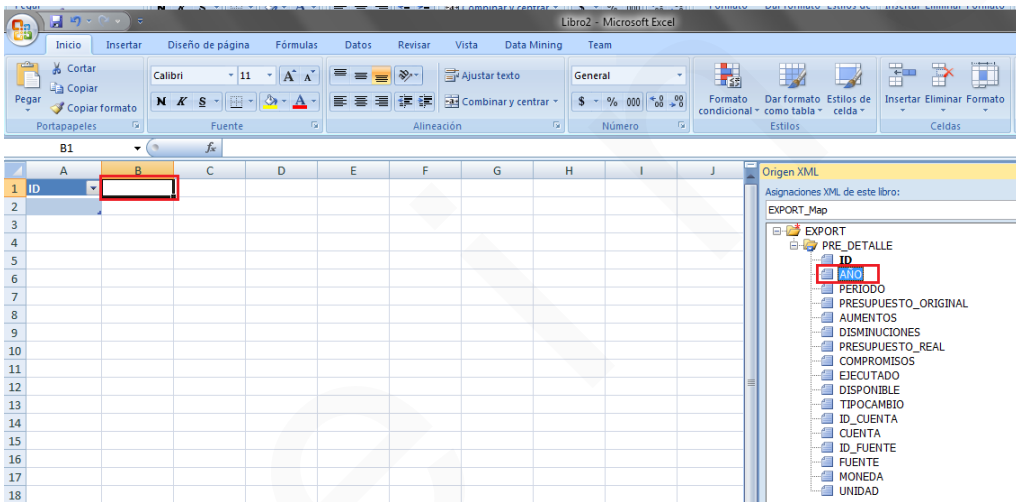 Libro2 - Microsoft Excel
Inicio Insertar Diseño de página Fórmulas Datos Revisar Vista Data Mining Team
Pegar
Cortar
Copiar
Copiar formato
Portapapeles
Calibri 11 A A
N K S A
Fuente
Ajustar texto
Combinar y centrar
Alineación
General
$ % 000
Número
Formato condicional
Dar formato como tabla
Estilos de celda
Estilos
Insertar Eliminar Formato
Celdas
B1 fx
A B C D E F G H I J
1 ID
2
3
4
5
6
7
8
9
10
11
12
13
14
15
16
17
18
Origen XML
Asignaciones XML de este libro:
EXPORT_Map
EXPORT
PRE_DETALLE
ID
AÑO
PERIODO
PRESUPUESTO_ORIGINAL
AUMENTOS
DISMINUCIONES
PRESUPUESTO_REAL
COMPROMISOS
EJECUTADO
DISPONIBLE
TIPOCAMBIO
ID_CUENTA
CUENTA
ID_FUENTE
FUENTE
MONEDA
UNIDAD